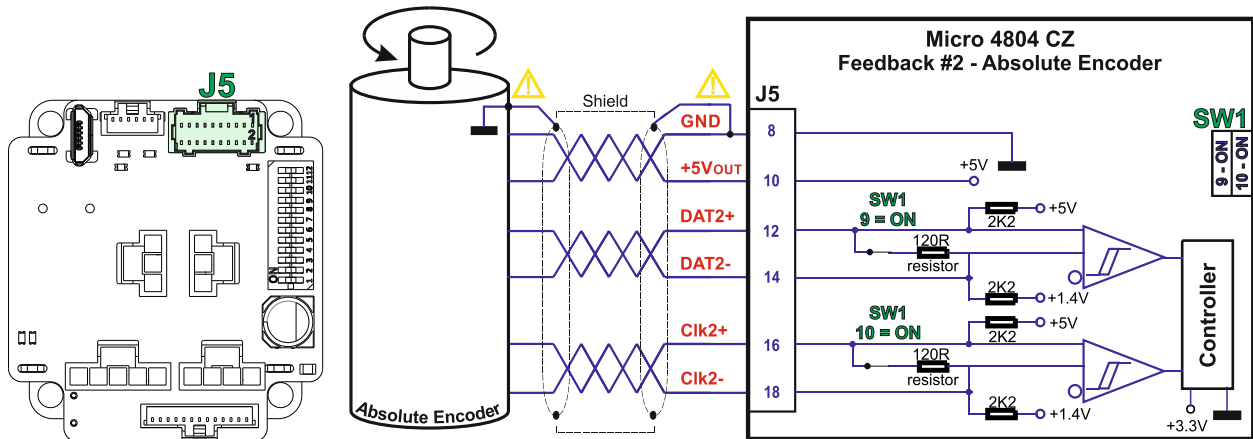 J5
1
2
12
11
10
9
8
7
6
5
4
3
2
1
ON
Absolute Encoder
Shield
Micro 4804 CZ
Feedback #2 - Absolute Encoder
J5
SW1
9 - ON
10 - ON
GND
8
+5VOUT
10
+5V
DAT2+
12
SW1
9 = ON
2K2
+5V
120R
resistor
DAT2-
14
2K2
+1.4V
Clk2+
16
SW1
10 = ON
2K2
+5V
120R
resistor
Clk2-
18
2K2
+1.4V
Controller
+3.3V